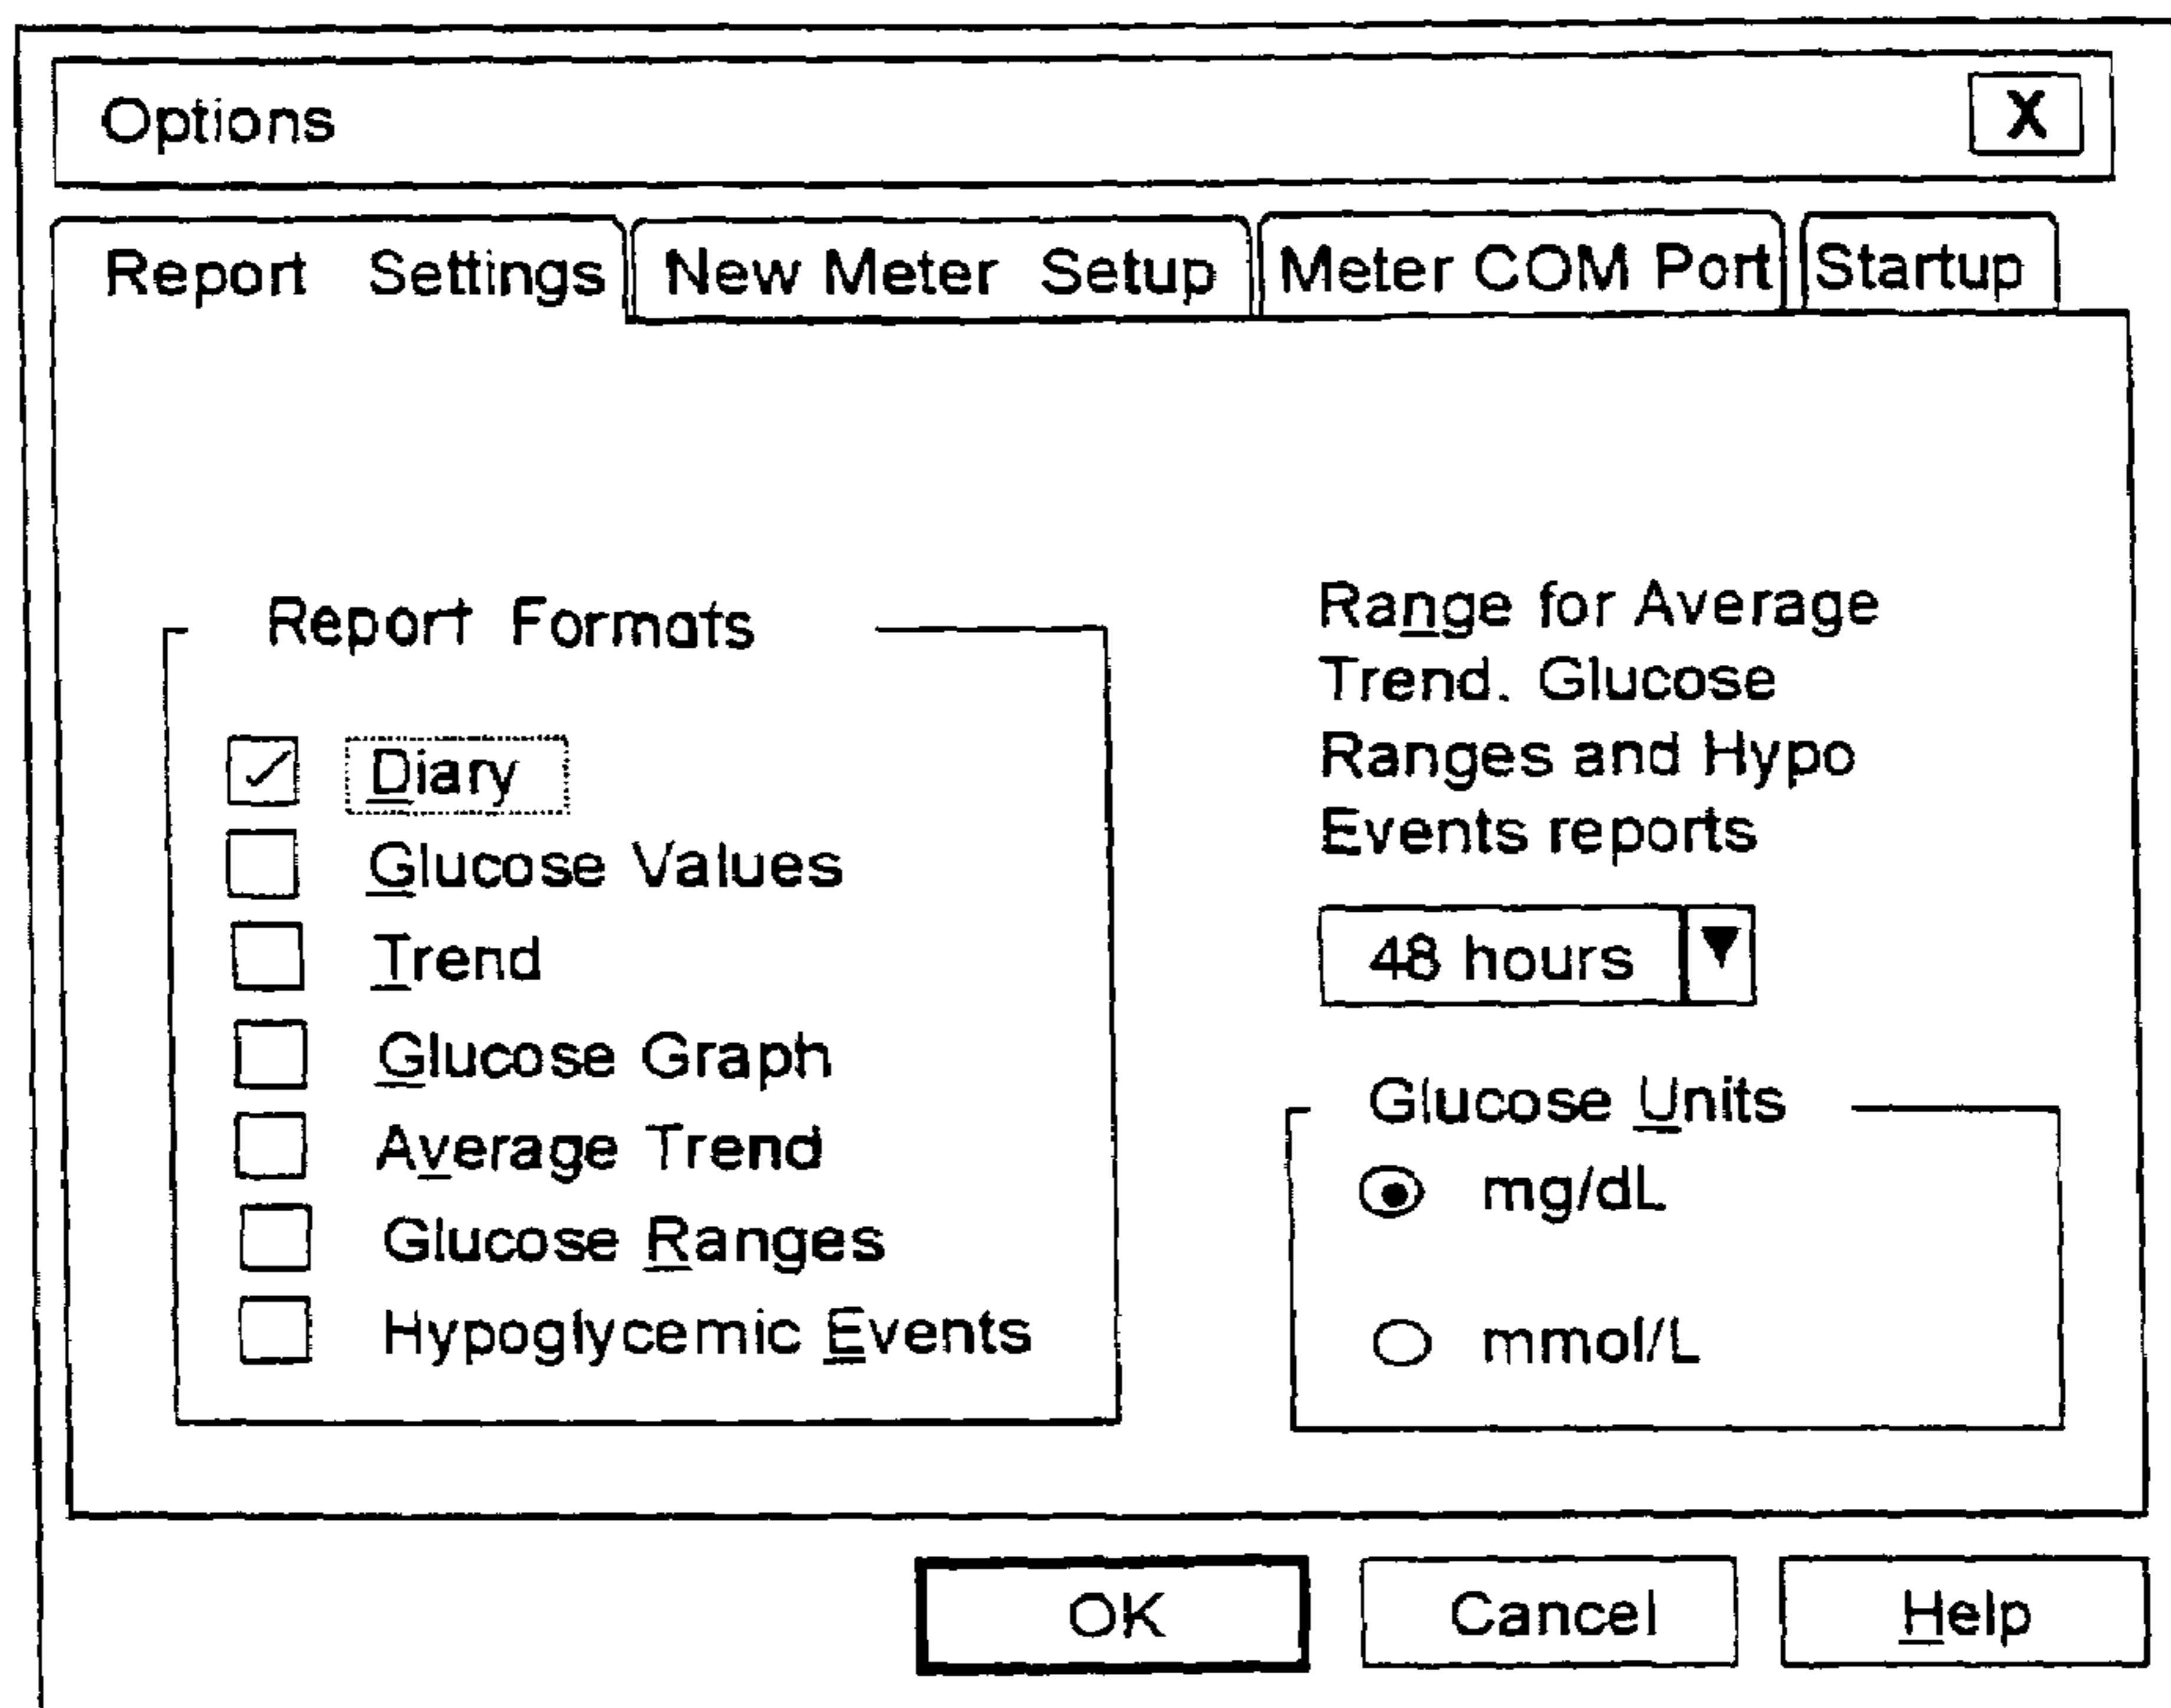 Options X
Report Settings New Meter Setup Meter COM Port Startup
Report Formats
Diary
Glucose Values
Trend
Glucose Graph
Average Trend
Glucose Ranges
Hypoglycemic Events
Range for Average
Trend. Glucose
Ranges and Hypo
Events reports
48 hours
Glucose Units
mg/dL
mmol/L
OK Cancel Help